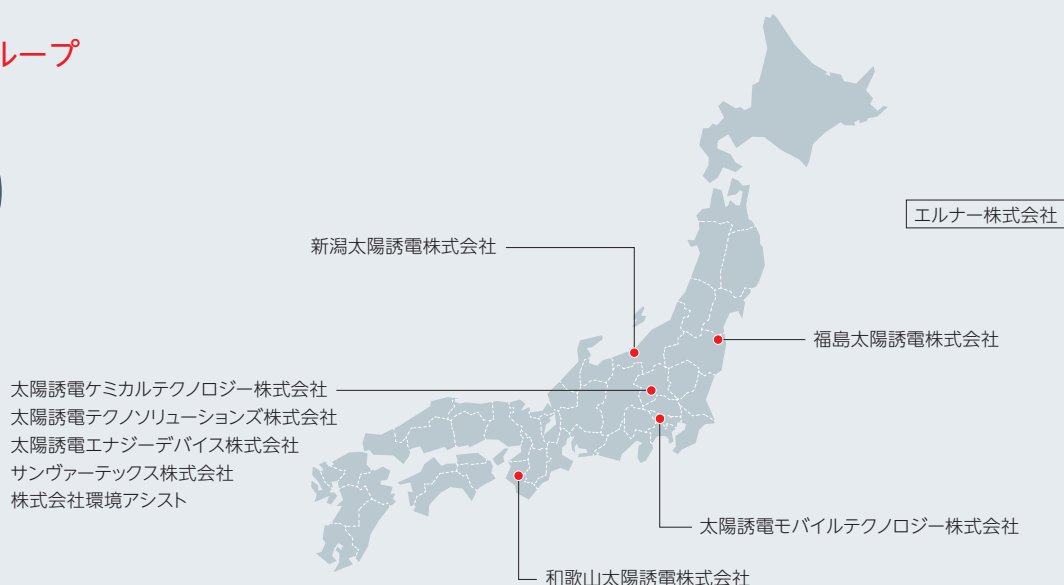 ループ
エルナー株式会社
新潟太陽誘電株式会社
福島太陽誘電株式会社
太陽誘電ケミカルテクノロジー株式会社
太陽誘電テクノソリューションズ株式会社
太陽誘電エナジーデバイス株式会社
サンヴァーテックス株式会社
株式会社環境アシスト
太陽誘電モバイルテクノロジー株式会社
和歌山太陽誘電株式会社